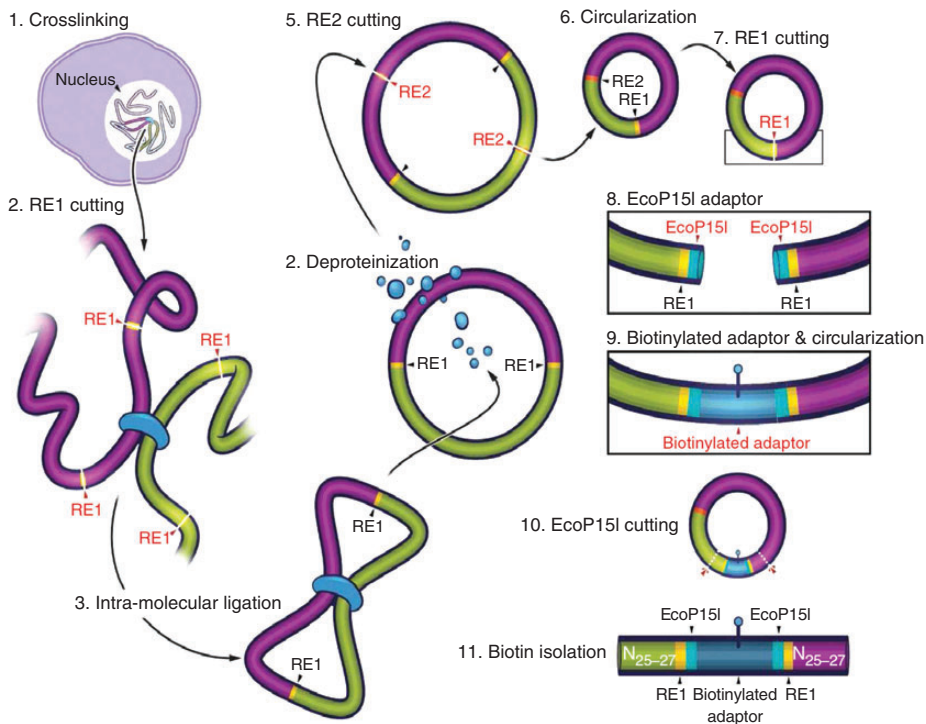 1. Crosslinking
Nucleus
2. RE1 cutting
RE1
RE1
RE1
RE1
3. Intra-molecular ligation
RE1
RE1
2. Deproteinization
RE1
RE1
5. RE2 cutting
RE2
RE2
6. Circularization
RE2
RE1
7. RE1 cutting
RE1
8. EcoP15I adaptor
EcoP15I
EcoP15I
RE1
RE1
9. Biotinylated adaptor & circularization
Biotinylated adaptor
RE1
RE1
10. EcoP15I cutting
11. Biotin isolation
EcoP15I
EcoP15I
N25–27
N25–27
RE1
Biotinylated
adaptor
RE1